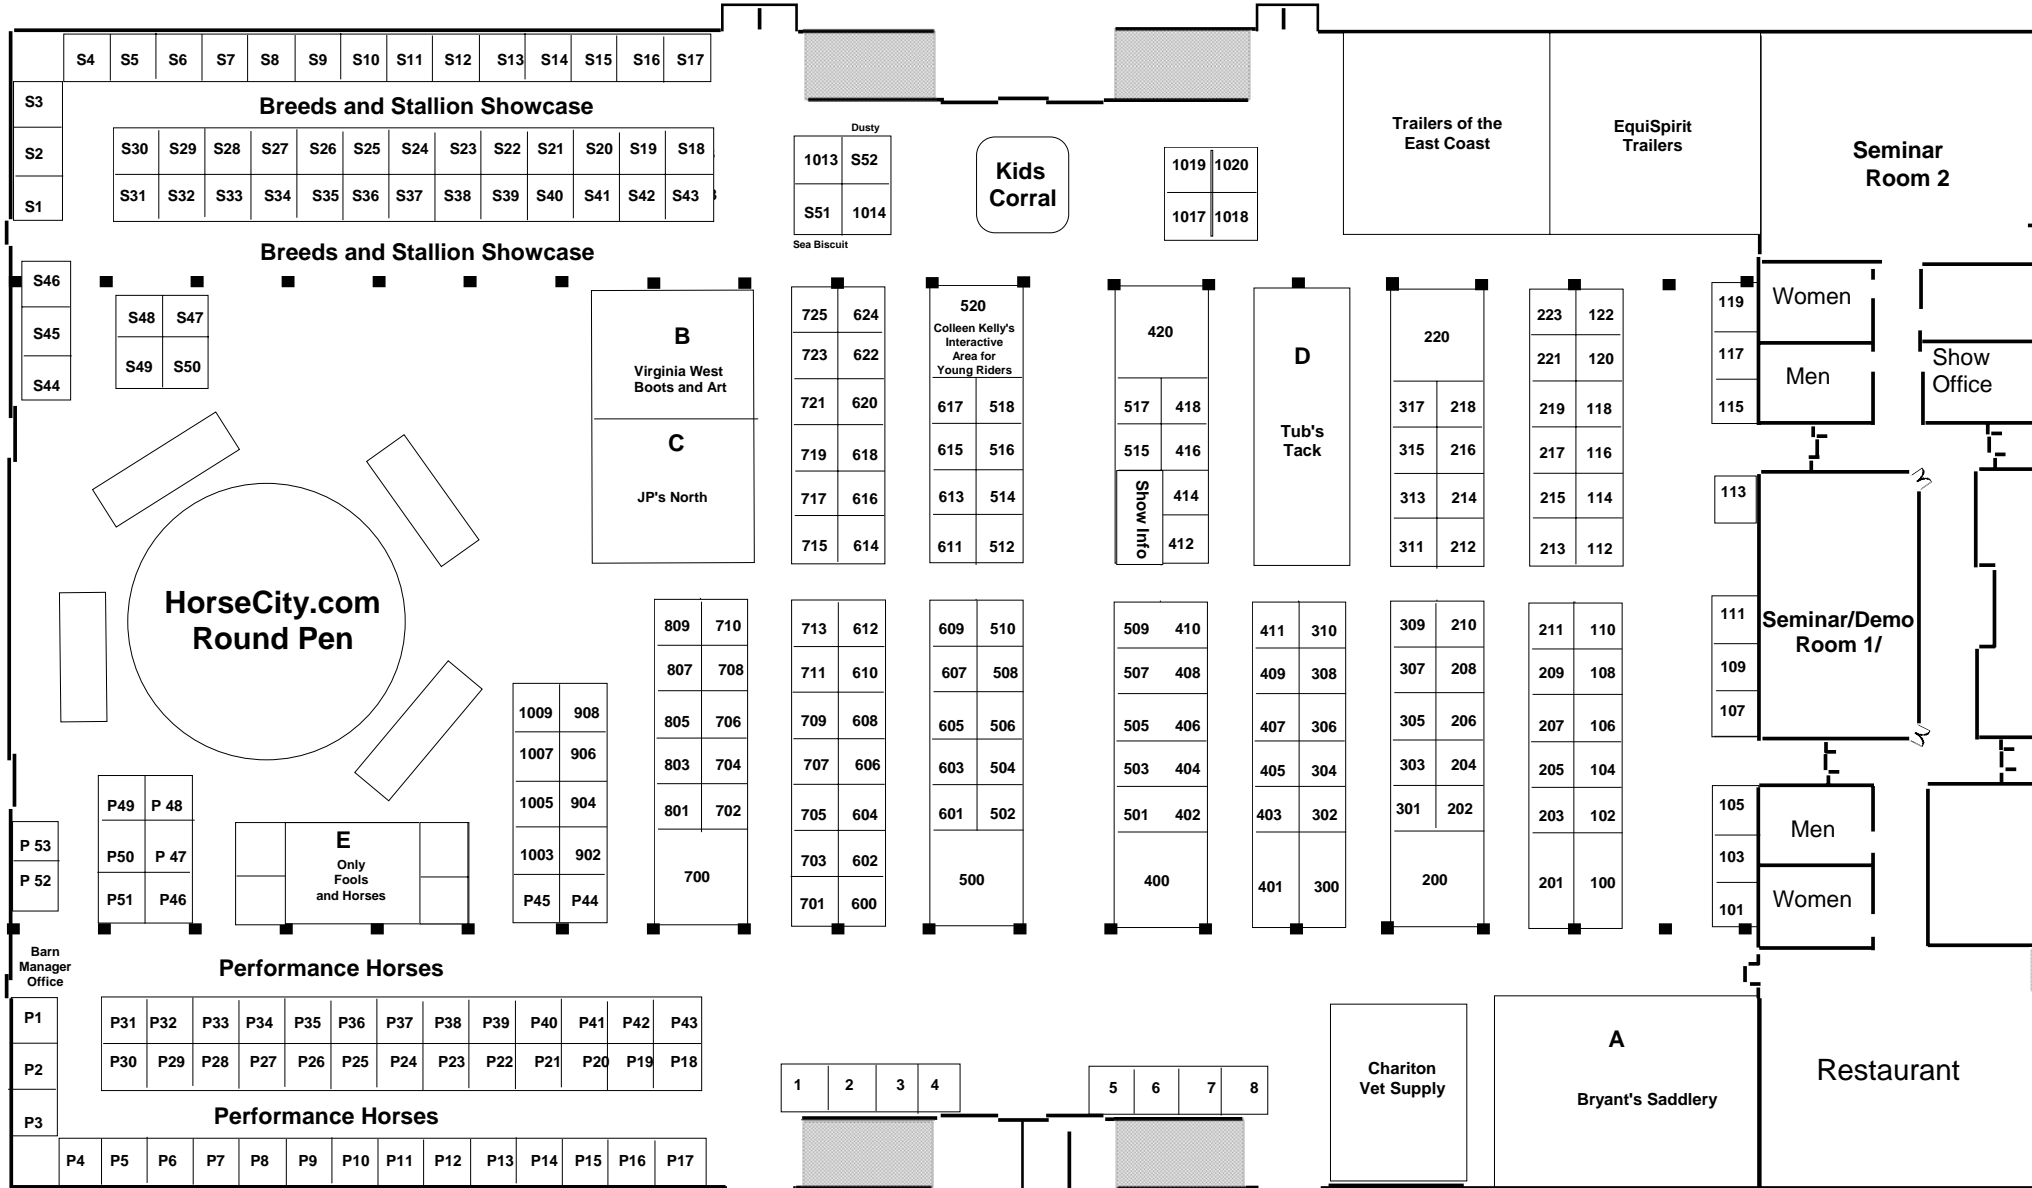 S4 S5 S6 S7 S8 S9 S10 S11 S12 S13 S14 S15 S16 S17
S3
S2
S1
Breeds and Stallion Showcase
S30 S29 S28 S27 S26 S25 S24 S23 S22 S21 S20 S19 S18
S31 S32 S33 S34 S35 S36 S37 S38 S39 S40 S41 S42 S43
Breeds and Stallion Showcase
Dusty
1013 S52
S51 1014
Sea Biscuit
Kids
Corral
1019 1020
1017 1018
Trailers of the
East Coast
EquiSpirit
Trailers
Seminar
Room 2
S46
S45
S44
S48 S47
S49 S50
B
Virginia West
Boots and Art
C
JP's North
725 624
723 622
721 620
719 618
717 616
715 614
520
Colleen Kelly's
Interactive
Area for
Young Riders
617 518
615 516
613 514
611 512
420
517 418
515 416
Show Info
414
412
D
Tub's
Tack
220
317 218
315 216
313 214
311 212
223 122
221 120
219 118
217 116
215 114
213 112
119
117
115
113
Women
Men
Show
Office
HorseCity.com
Round Pen
809 710
807 708
805 706
803 704
801 702
700
713 612
711 610
709 608
707 606
705 604
703 602
701 600
609 510
607 508
605 506
603 504
601 502
500
509 410
507 408
505 406
503 404
501 402
400
411 310
409 308
407 306
405 304
403 302
401 300
309 210
307 208
305 206
303 204
301 202
200
211 110
209 108
207 106
205 104
203 102
201 100
111
109
107
105
103
101
Seminar/Demo
Room 1/
Men
Women
1009 908
1007 906
1005 904
1003 902
P45 P44
P49 P 48
P50 P 47
P51 P46
P 53
P 52
E
Only
Fools
and Horses
Barn
Manager
Office
Performance Horses
P1
P2
P3
P31 P32 P33 P34 P35 P36 P37 P38 P39 P40 P41 P42 P43
P30 P29 P28 P27 P26 P25 P24 P23 P22 P21 P20 P19 P18
Performance Horses
P4 P5 P6 P7 P8 P9 P10 P11 P12 P13 P14 P15 P16 P17
1 2 3 4
5 6 7 8
Chariton
Vet Supply
A
Bryant's Saddlery
Restaurant